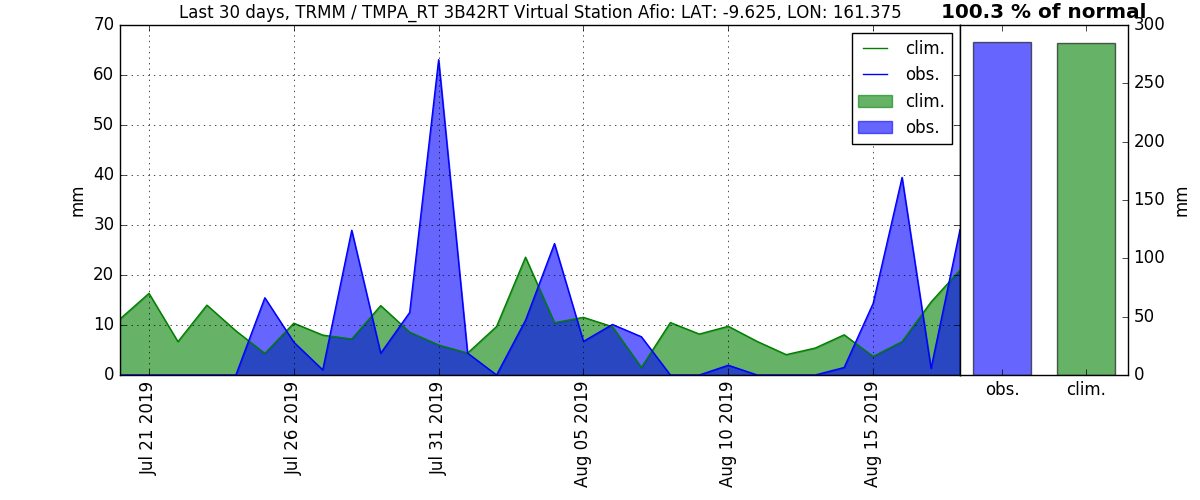 Last 30 days, TRMM / TMPA_RT 3B42RT Virtual Station Afio: LAT: -9.625, LON: 161.375
100.3 % of normal
70
60
50
40
30
20
10
0
mm
clim.
obs.
clim.
obs.
Jul 21 2019
Jul 26 2019
Jul 31 2019
Aug 05 2019
Aug 10 2019
Aug 15 2019
300
250
200
150
100
50
0
mm
obs.
clim.